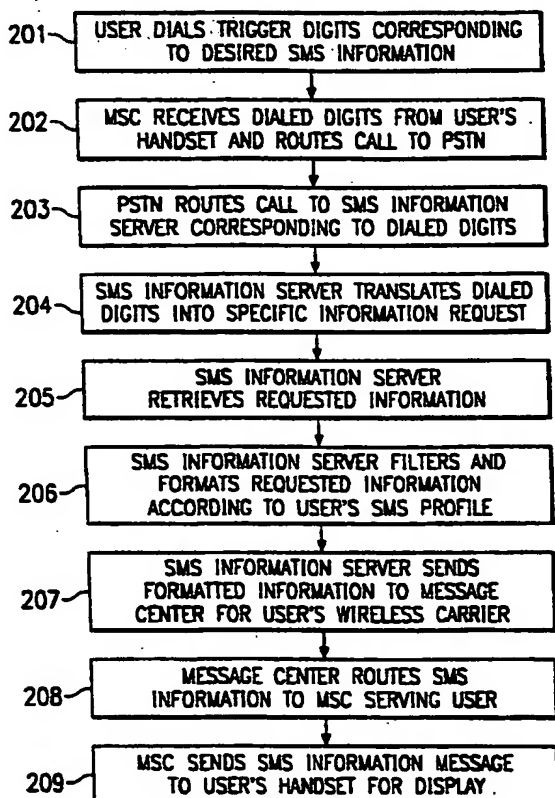 201
USER DIALS TRIGGER DIGITS CORRESPONDING
TO DESIRED SMS INFORMATION
202
MSC RECEIVES DIALED DIGITS FROM USER'S
HANDSET AND ROUTES CALL TO PSTN
203
PSTN ROUTES CALL TO SMS INFORMATION
SERVER CORRESPONDING TO DIALED DIGITS
204
SMS INFORMATION SERVER TRANSLATES DIALED
DIGITS INTO SPECIFIC INFORMATION REQUEST
205
SMS INFORMATION SERVER
RETRIEVES REQUESTED INFORMATION
206
SMS INFORMATION SERVER FILTERS AND
FORMATS REQUESTED INFORMATION
ACCORDING TO USER'S SMS PROFILE
207
SMS INFORMATION SERVER SENDS
FORMATTED INFORMATION TO MESSAGE
CENTER FOR USER'S WIRELESS CARRIER
208
MESSAGE CENTER ROUTES SMS
INFORMATION TO MSC SERVING USER
209
MSC SENDS SMS INFORMATION MESSAGE
TO USER'S HANDSET FOR DISPLAY